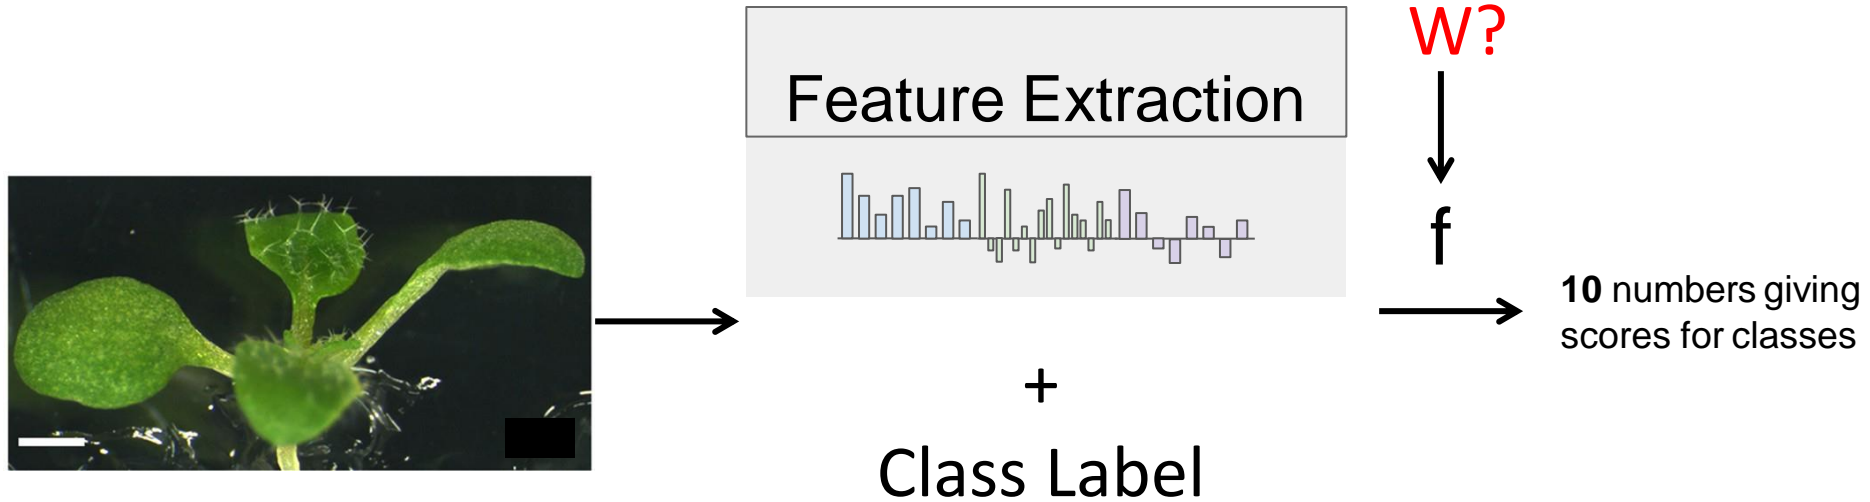 W?
Feature Extraction
f
10 numbers giving
scores for classes
+
Class Label